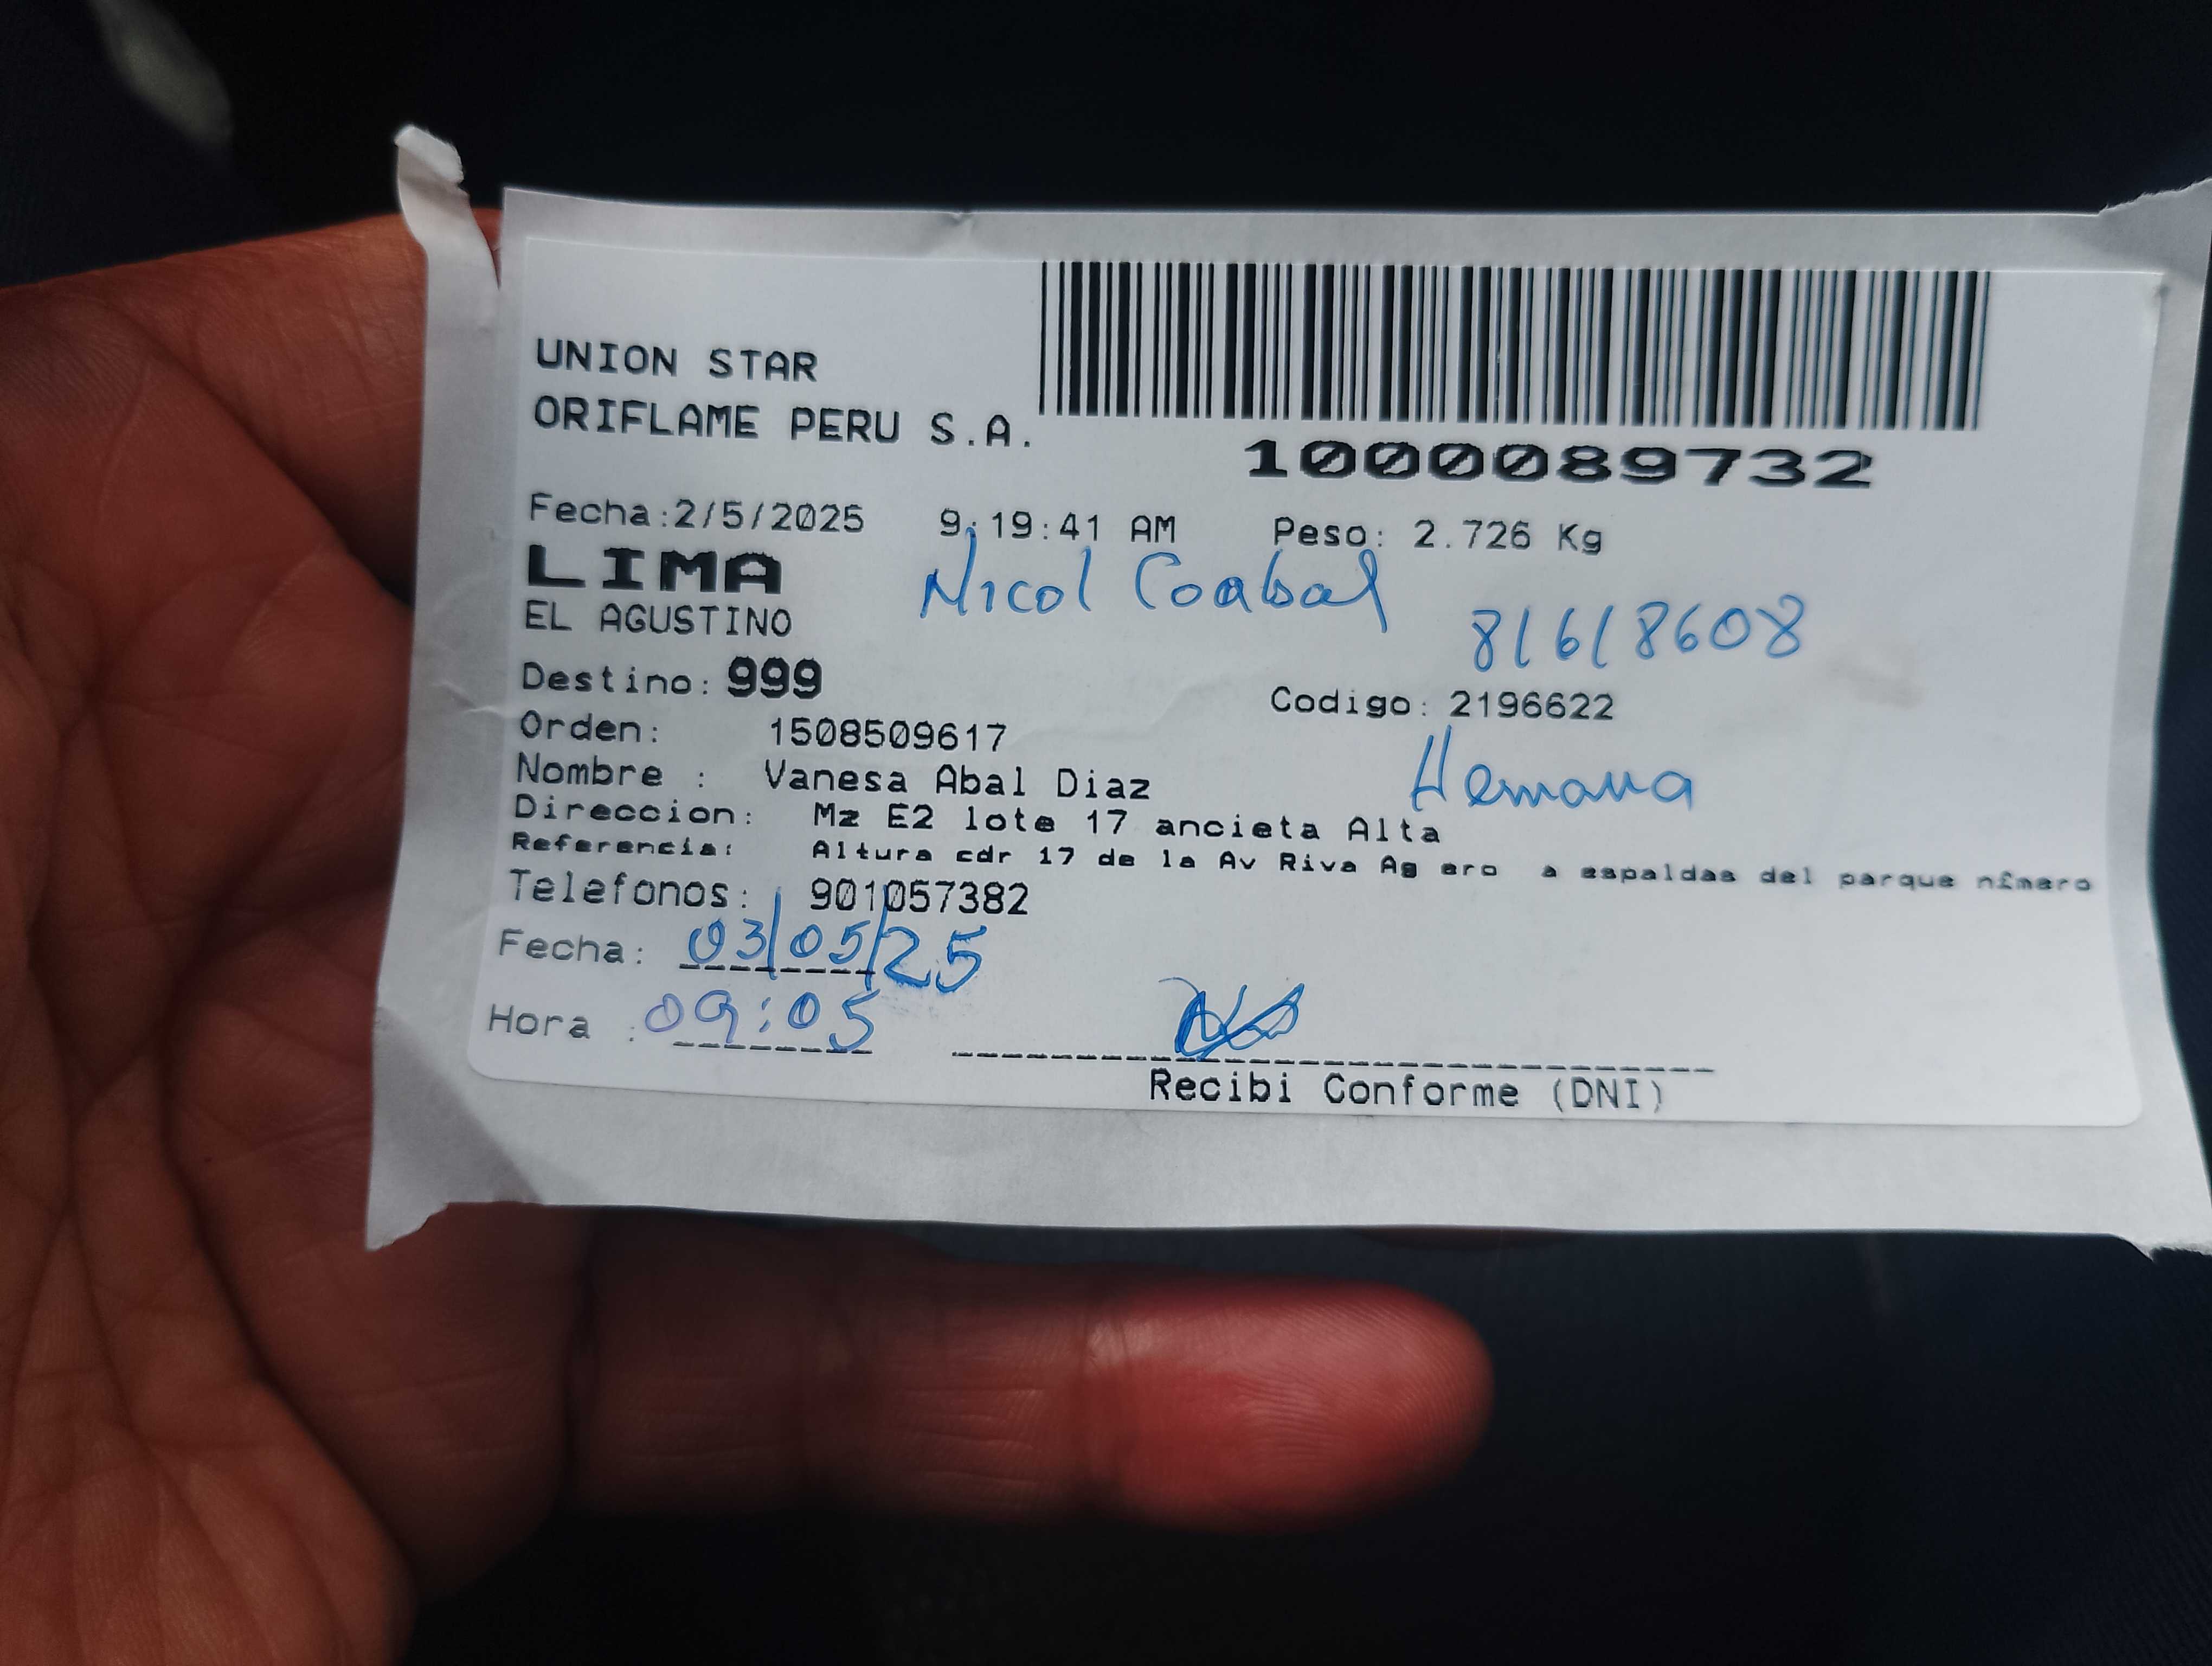 UNION STAR
ORIFLAME PERU S.A.
1000089732
Fecha:2/5/2025 9:19:41 AM Peso: 2.726 Kg
LIMA
Nicol
EL AGUSTINO
81618608
Destino: 999
Codigo: 2196622
Orden: 1508509617
Nombre : Vanesa Abal Diaz
Hemana
Direccion: Mz E2 lote 17 ancieta Alta
Referencia: Altura cdr 17 de la Av Riva Ag ero a espaldas del parque
Telefonos: 901057382
Fecha: 03/05/25
Hora : 09:05
Recibi Conforme (DNI)